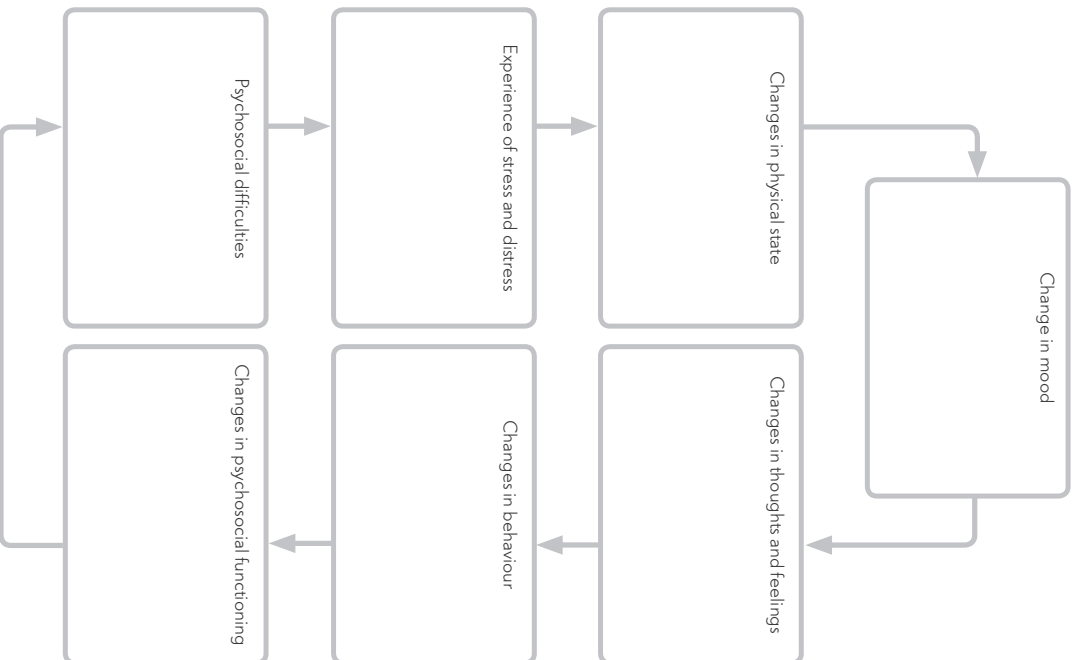 Change in mood
Changes in physical state
Changes in thoughts and feelings
Experience of stress and distress
Changes in behaviour
Psychosocial difficulties
Changes in psychosocial functioning